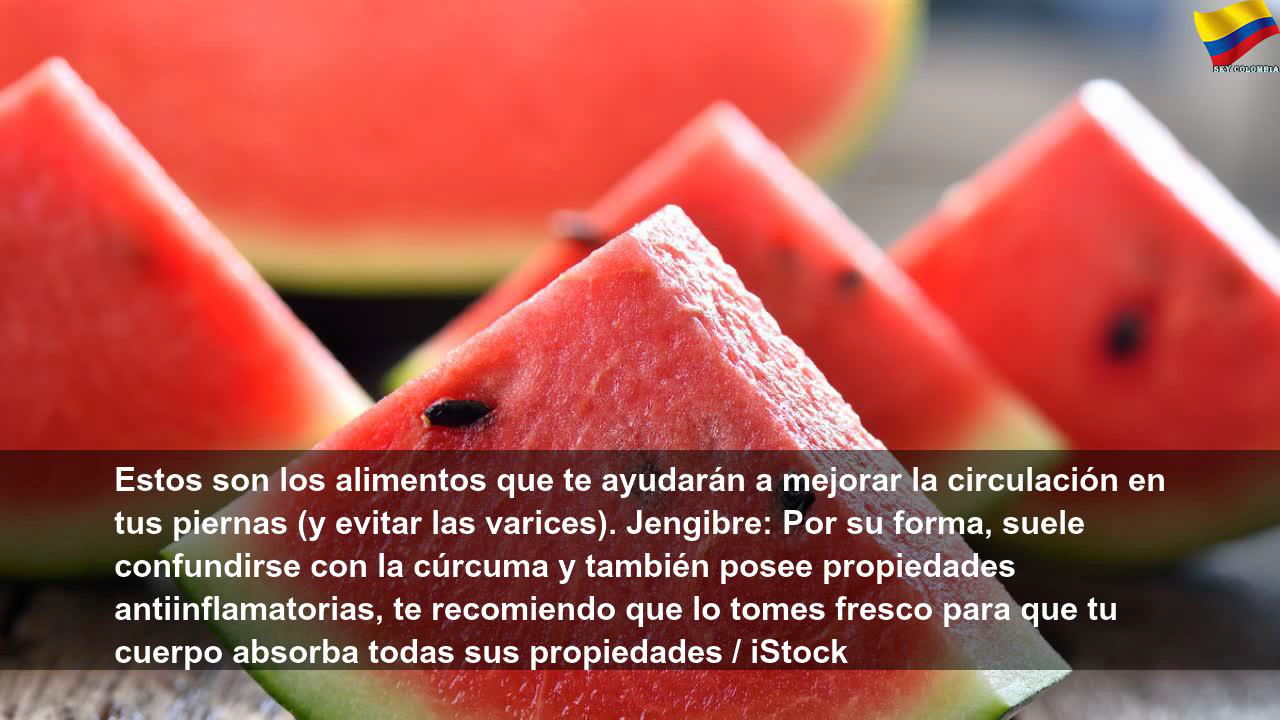 SKY COLOMBIA
Estos son los alimentos que te ayudarán a mejorar la circulación en
tus piernas (y evitar las varices). Jengibre: Por su forma, suele
confundirse con la cúrcuma y también posee propiedades
antiinflamatorias, te recomiendo que lo tomes fresco para que tu
cuerpo absorba todas sus propiedades / iStock